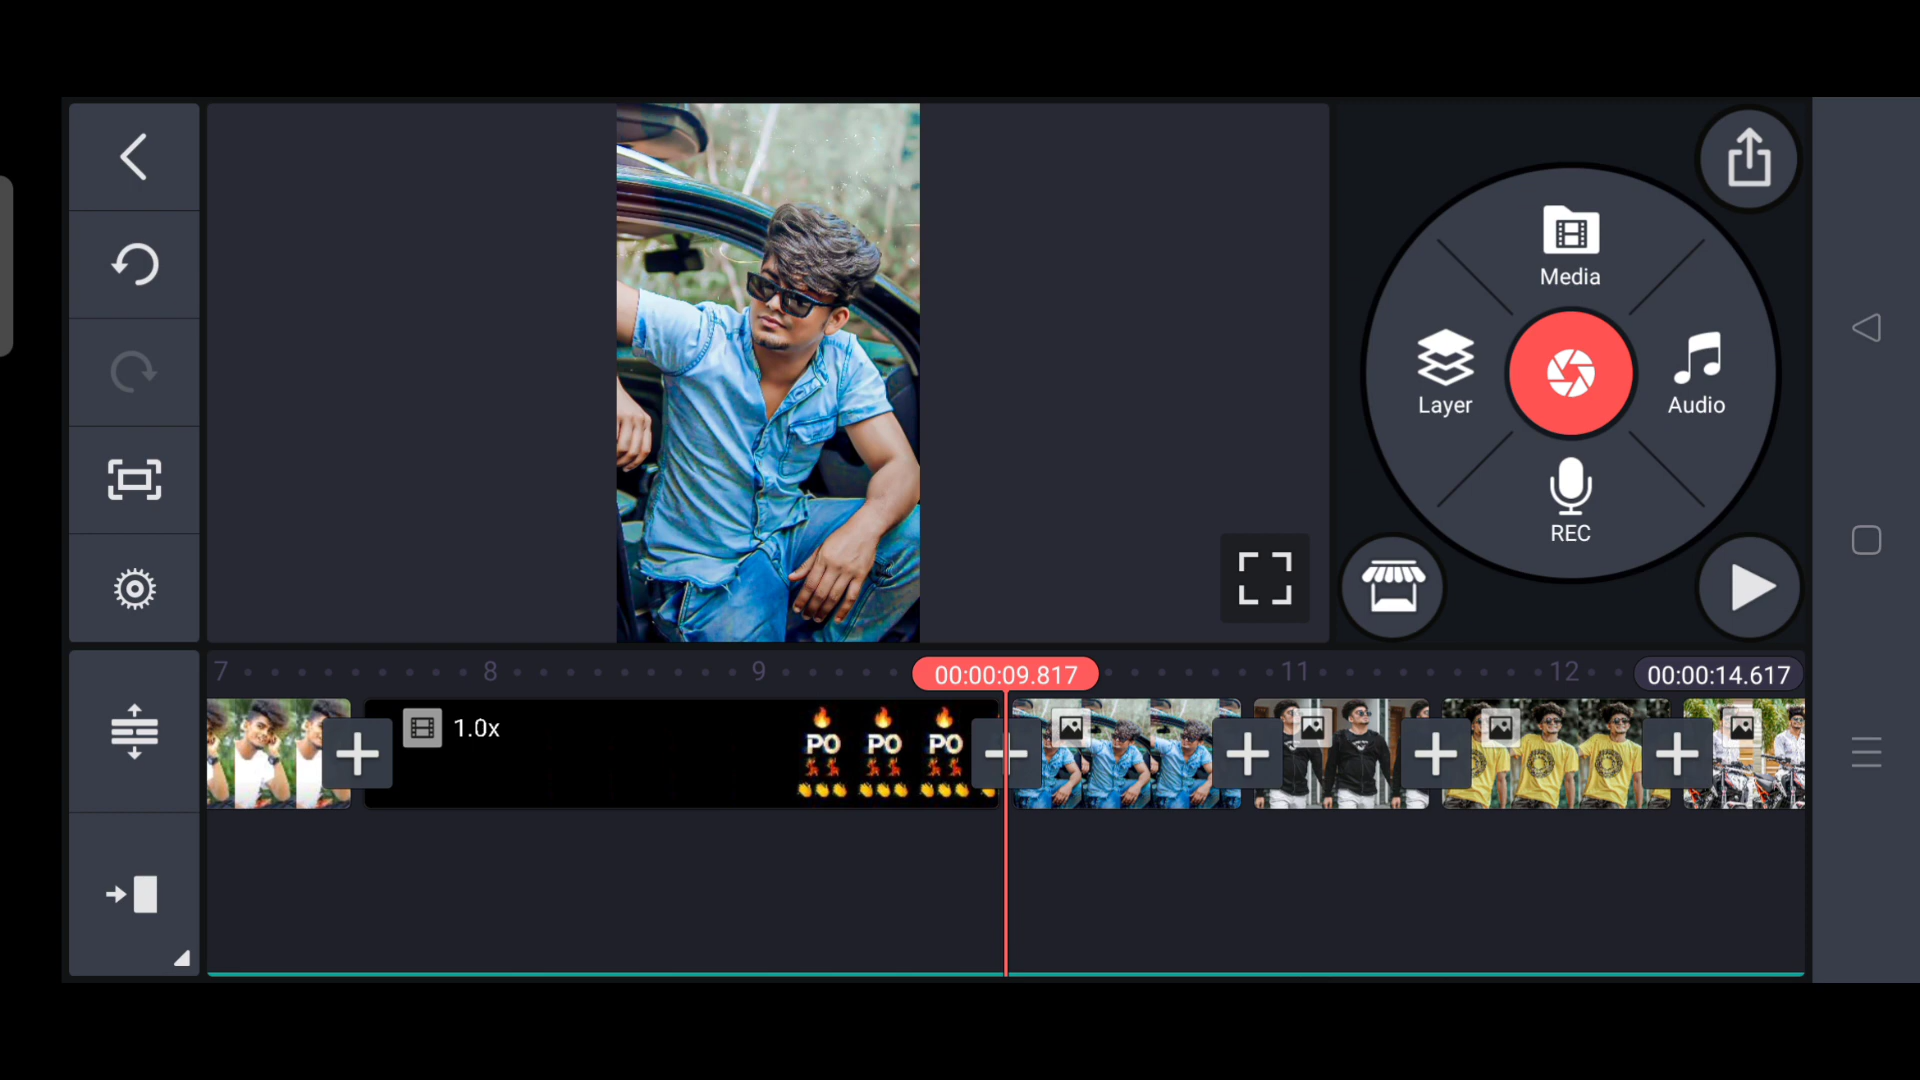 Media
Layer
Audio
REC
7
8
9
00:00:09.817
11
12
00:00:14.617
1.0x
PO PO PO